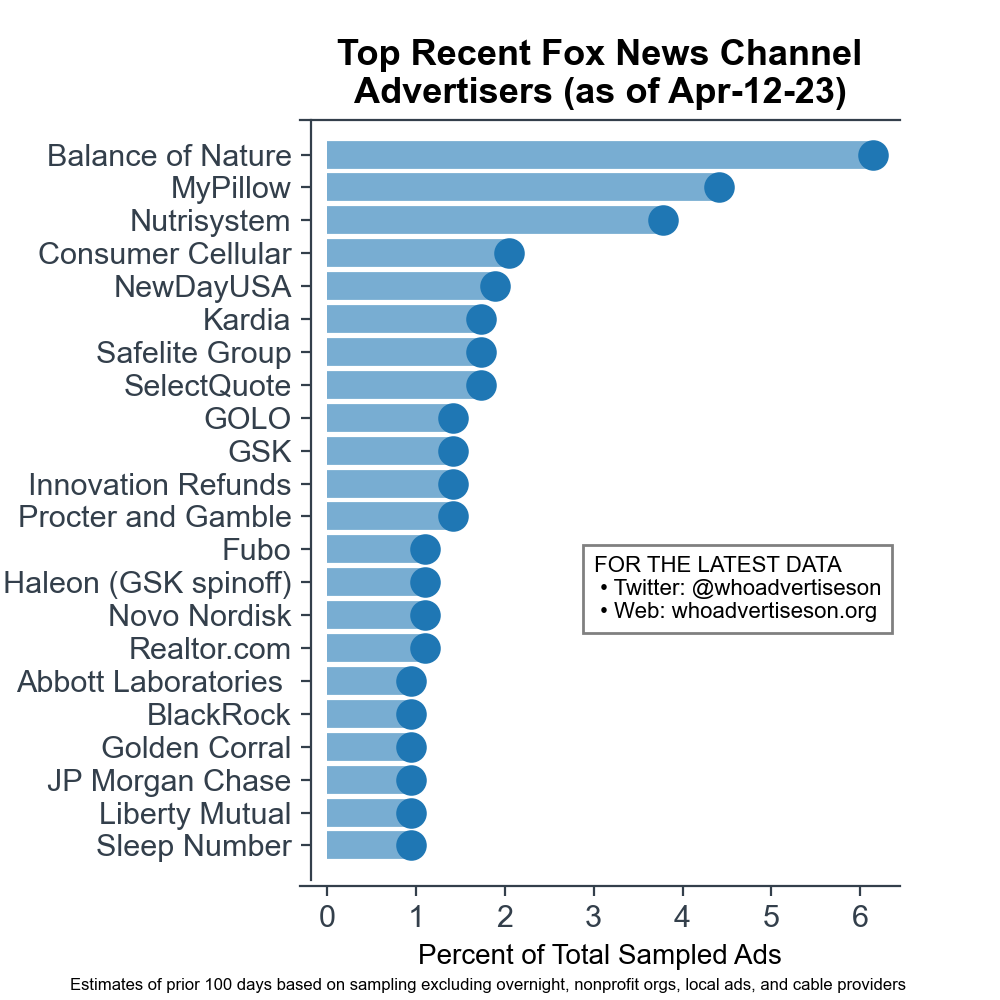 Top Recent Fox News Channel
Advertisers (as of Apr-12-23)
Balance of Nature
MyPillow
Nutrisystem
Consumer Cellular
NewDayUSA
Kardia
Safelite Group
SelectQuote
GOLO
GSK
Innovation Refunds
Procter and Gamble
Fubo
Haleon (GSK spinoff)
Novo Nordisk
Realtor.com
Abbott Laboratories
BlackRock
Golden Corral
JP Morgan Chase
Liberty Mutual
Sleep Number
FOR THE LATEST DATA
• Twitter: @whoadvertiseson
• Web: whoadvertiseson.org
0 1 2 3 4 5 6
Percent of Total Sampled Ads
Estimates of prior 100 days based on sampling excluding overnight, nonprofit orgs, local ads, and cable providers